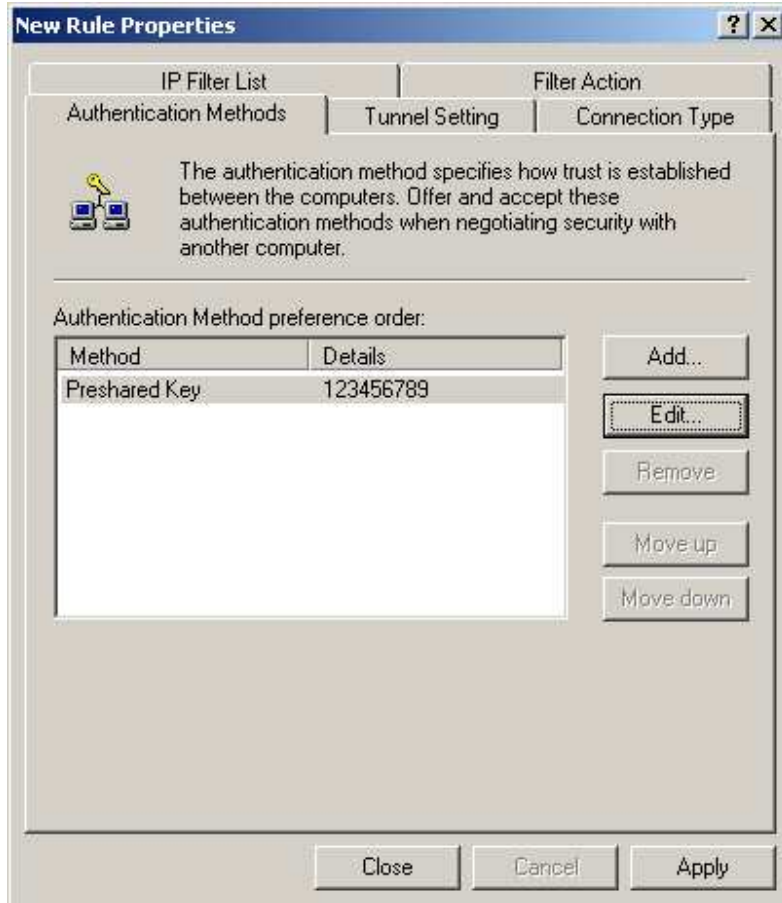 New Rule Properties
IP Filter List Filter Action
Authentication Methods Tunnel Setting Connection Type
The authentication method specifies how trust is established
between the computers. Offer and accept these
authentication methods when negotiating security with
another computer.
Authentication Method preference order:
Method Details
Preshared Key 123456789
Add...
Edit...
Remove
Move up
Move down
Close Cancel Apply